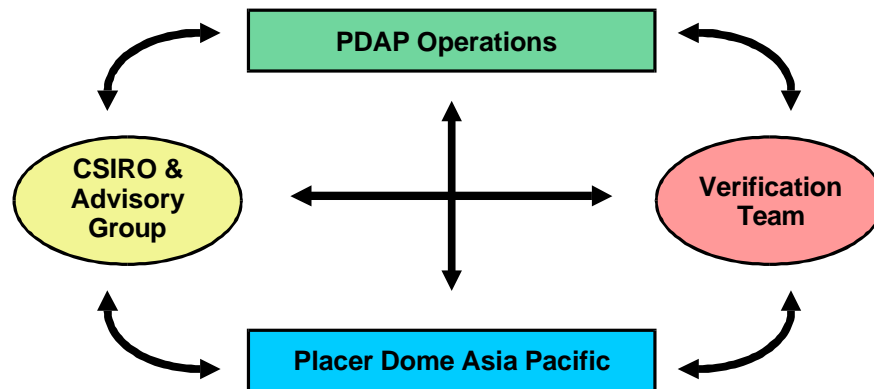 PDAP Operations
CSIRO &
Advisory
Group
Verification
Team
Placer Dome Asia Pacific